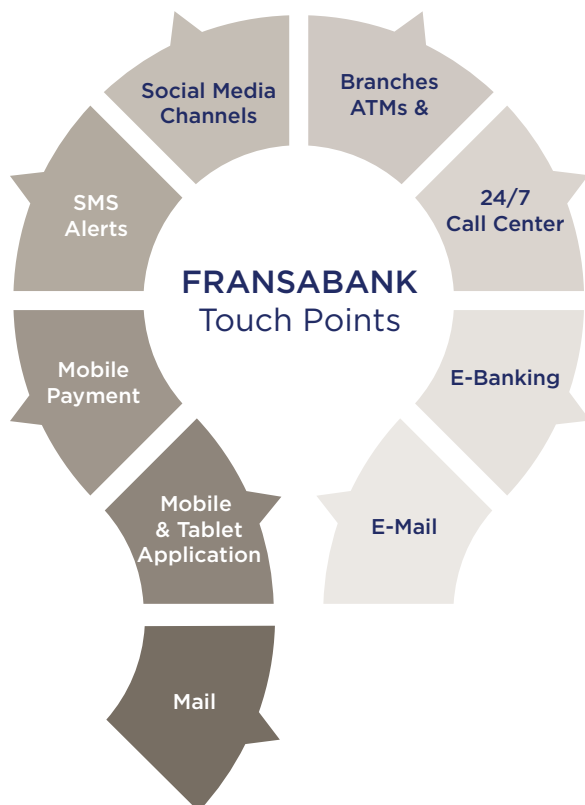 Social Media
Channels
Branches
ATMs &
SMS
Alerts
24/7
Call Center
FRANSABANK
Touch Points
Mobile
Payment
E-Banking
Mobile
& Tablet
Application
E-Mail
Mail